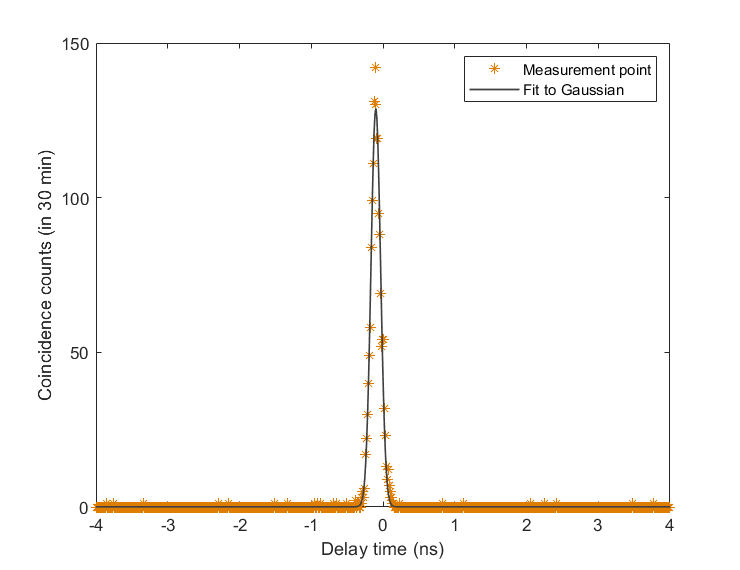 Measurement point
Fit to Gaussian
Coincidence counts (in 30 min)
150
100
50
0
-4 -3 -2 -1 0 1 2 3 4
Delay time (ns)